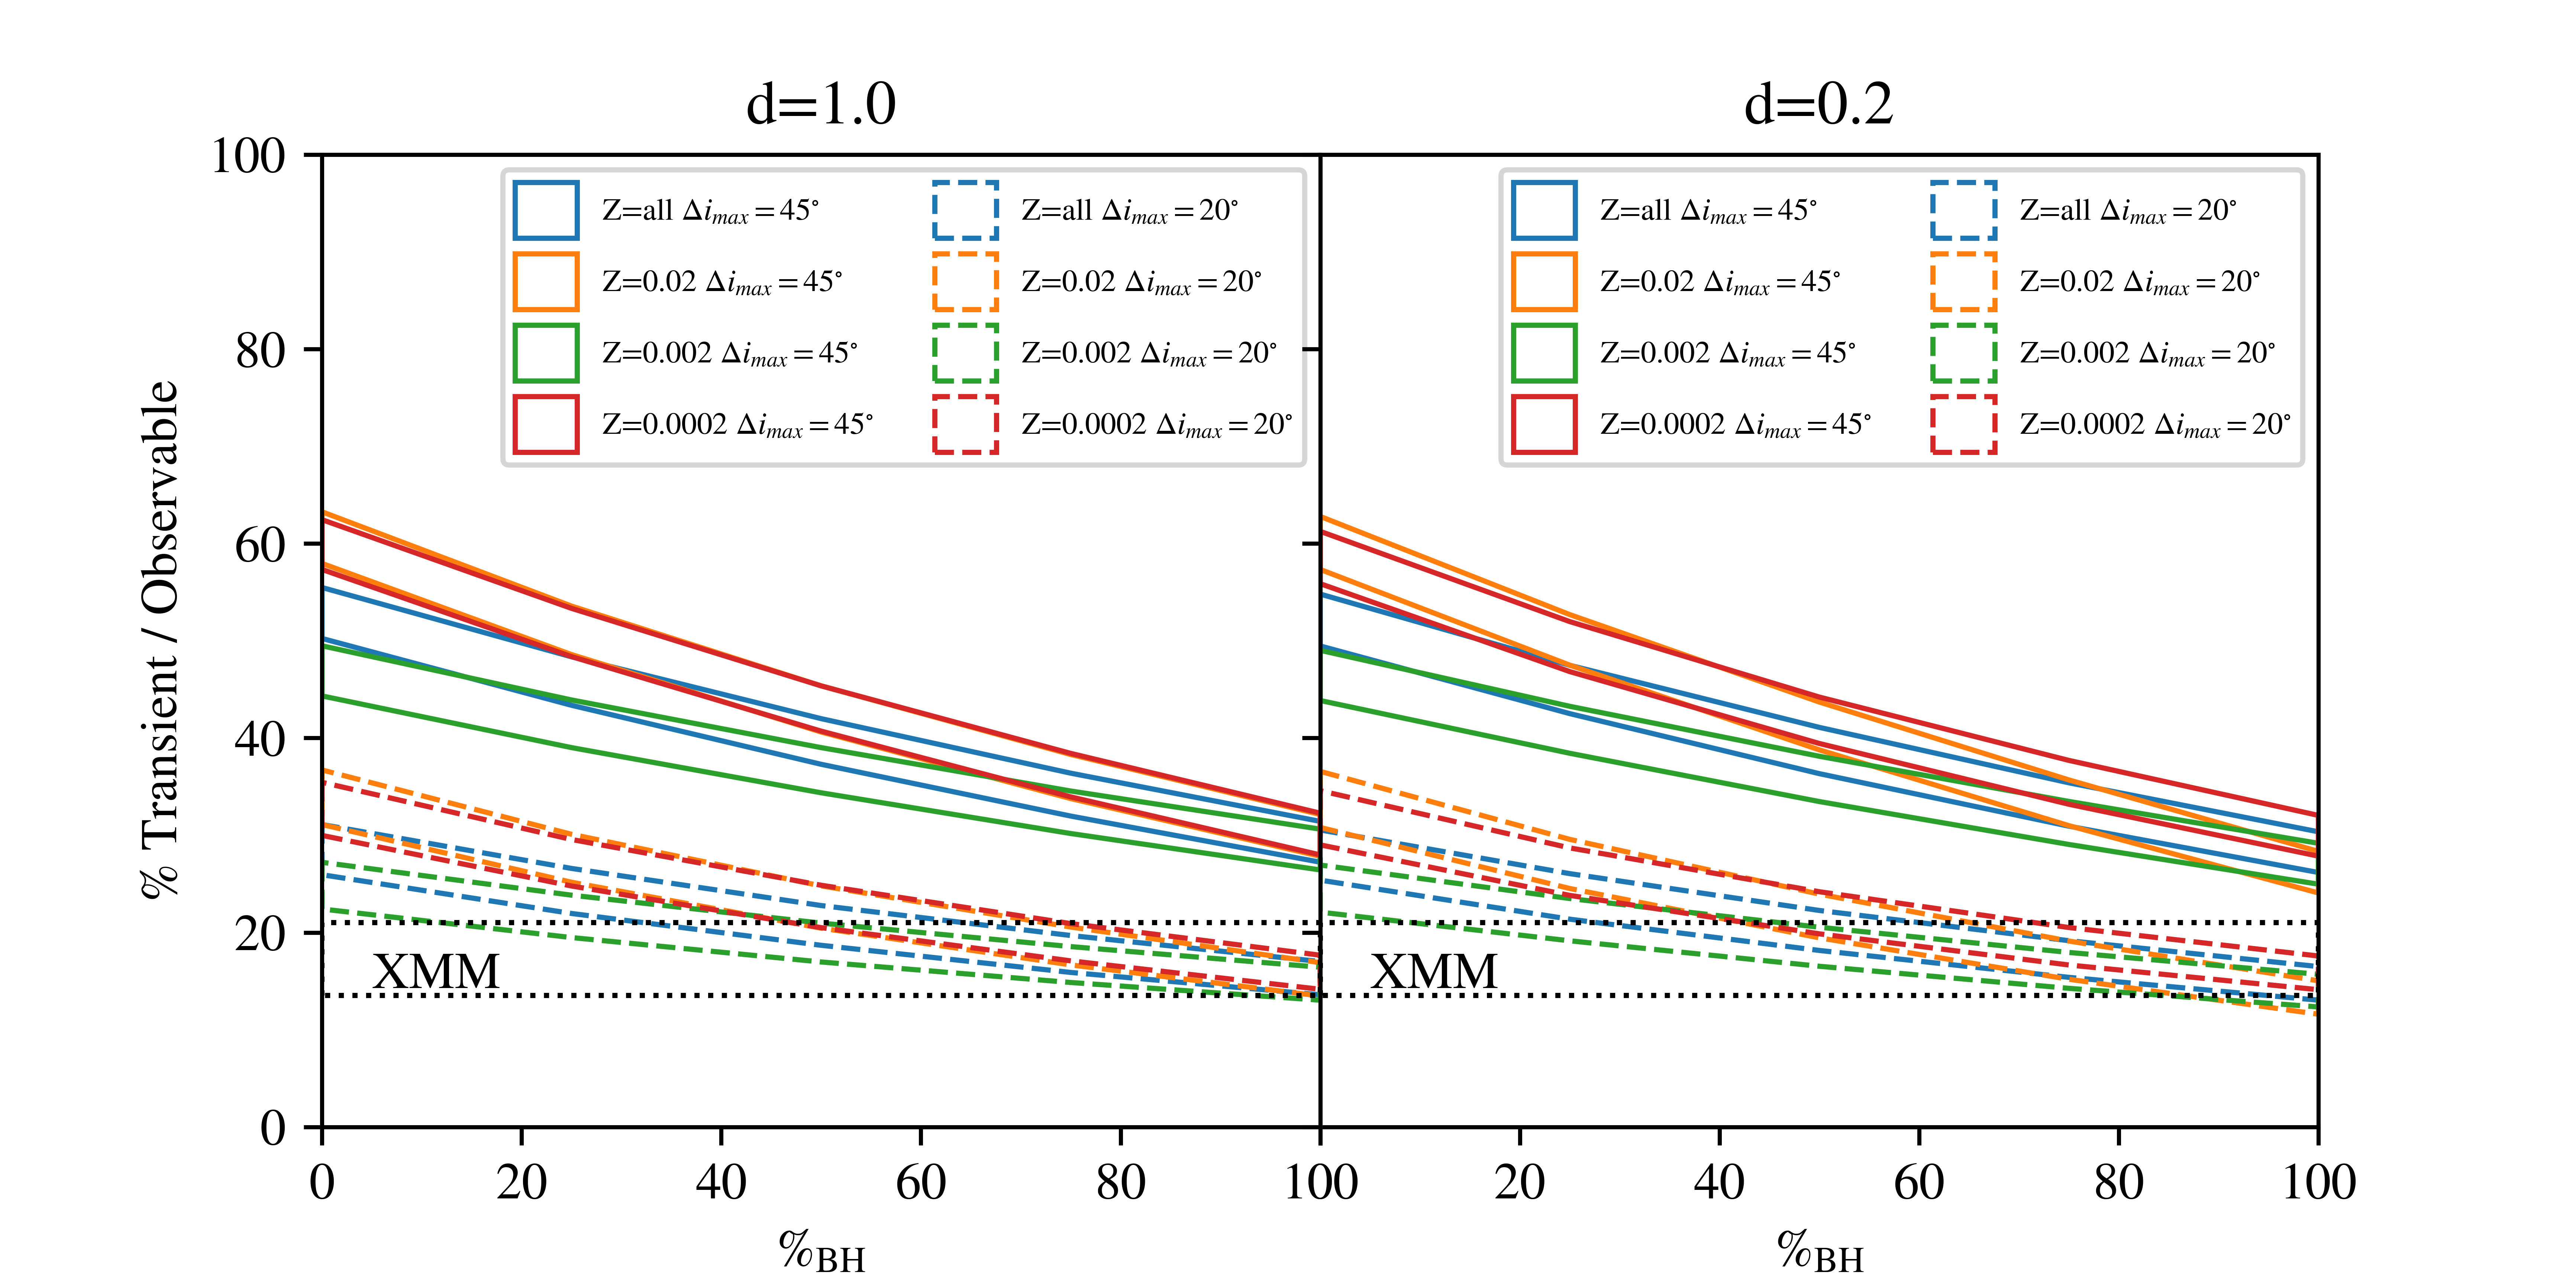 d=1.0
d=0.2
% Transient / Observable
100
80
60
40
20
0
Z=all Δi_max = 45°
Z=0.02 Δi_max = 45°
Z=0.002 Δi_max = 45°
Z=0.0002 Δi_max = 45°
Z=all Δi_max = 20°
Z=0.02 Δi_max = 20°
Z=0.002 Δi_max = 20°
Z=0.0002 Δi_max = 20°
Z=all Δi_max = 45°
Z=0.02 Δi_max = 45°
Z=0.002 Δi_max = 45°
Z=0.0002 Δi_max = 45°
Z=all Δi_max = 20°
Z=0.02 Δi_max = 20°
Z=0.002 Δi_max = 20°
Z=0.0002 Δi_max = 20°
XMM
XMM
0 20 40 60 80 100 20 40 60 80 100
%BH
%BH